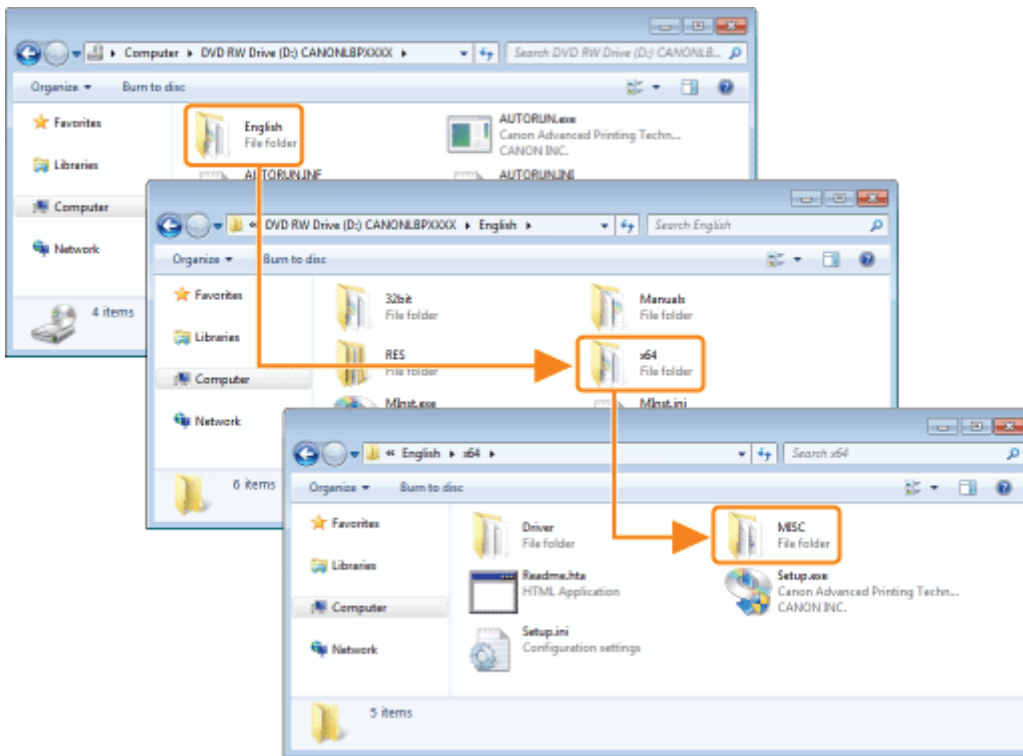 Computer ▸ DVD RW Drive (D:) CANONLBPXXXX ▸
Search DVD RW Drive (D:) CANONLB...
Organize Burn to disc
Favorites
Libraries
Computer
Network
English
File folder
AUTORUN.exe
Canon Advanced Printing Techn...
CANON INC.
AUTORUN.INF
AUTORUN.INI
4 items
« DVD RW Drive (D:) CANONLBPXXXX ▸ English ▸
Search English
Organize Burn to disc
Favorites
Libraries
Computer
Network
32bit
File folder
Manuals
File folder
RES
File folder
x64
File folder
MInst.exe
MInst.ini
6 items
« English ▸ x64 ▸
Search x64
Organize Burn to disc
Favorites
Libraries
Computer
Network
Driver
File folder
MISC
File folder
Readme.hta
HTML Application
Setup.exe
Canon Advanced Printing Techn...
CANON INC.
Setup.ini
Configuration settings
5 items